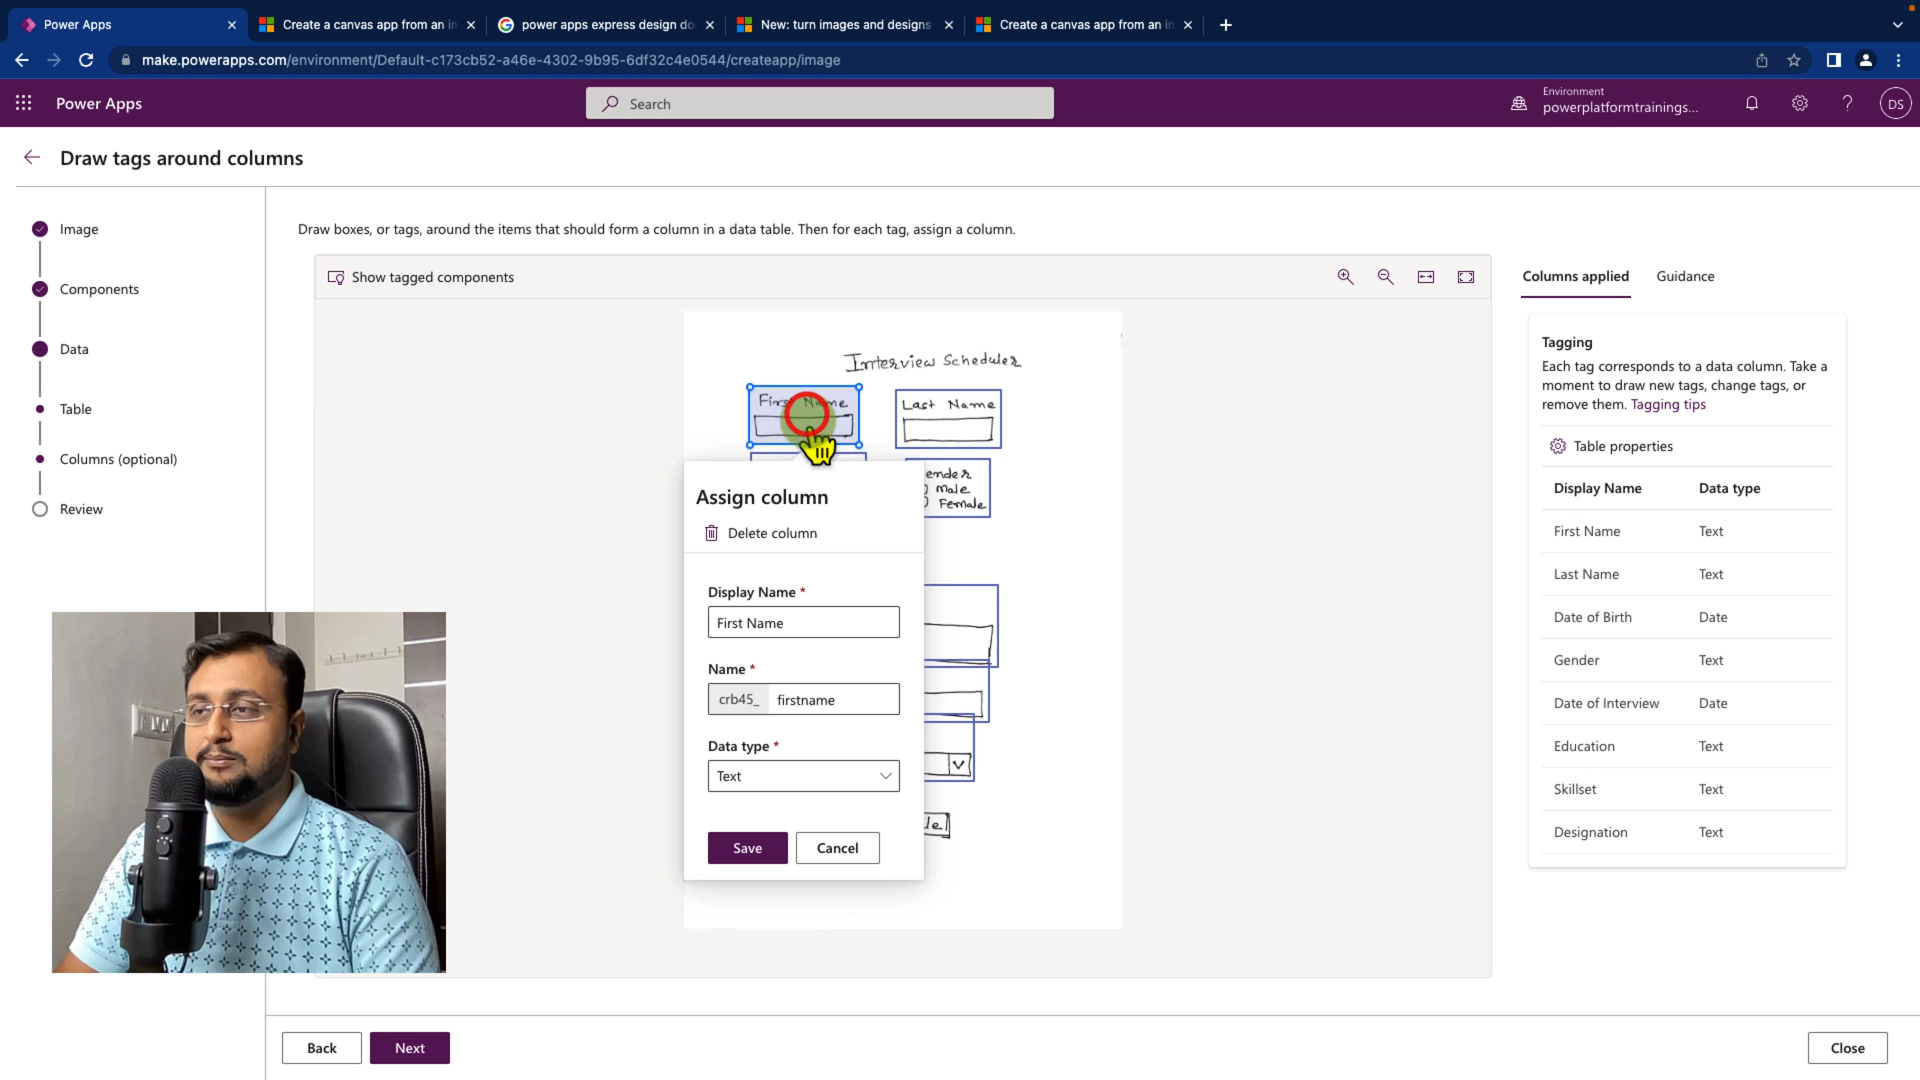 Power Apps
Create a canvas app from an in
power apps express design do
New: turn images and designs
Create a canvas app from an in
make.powerapps.com/environment/Default-c173cb52-a46e-4302-9b95-6df32c4e0544/createapp/image
Power Apps
Search
Environment
powerplatformtrainings...
DS
Draw tags around columns
Image
Components
Data
Table
Columns (optional)
Review
Draw boxes, or tags, around the items that should form a column in a data table. Then for each tag, assign a column.
Show tagged components
Interview Scheduler
First Name
Last Name
ender
Male
Female
Assign column
Delete column
Display Name *
First Name
Name *
crb45_ firstname
Data type *
Text
Save
Cancel
Columns applied
Guidance
Tagging
Each tag corresponds to a data column. Take a
moment to draw new tags, change tags, or
remove them. Tagging tips
Table properties
Display Name Data type
First Name Text
Last Name Text
Date of Birth Date
Gender Text
Date of Interview Date
Education Text
Skillset Text
Designation Text
Back
Next
Close